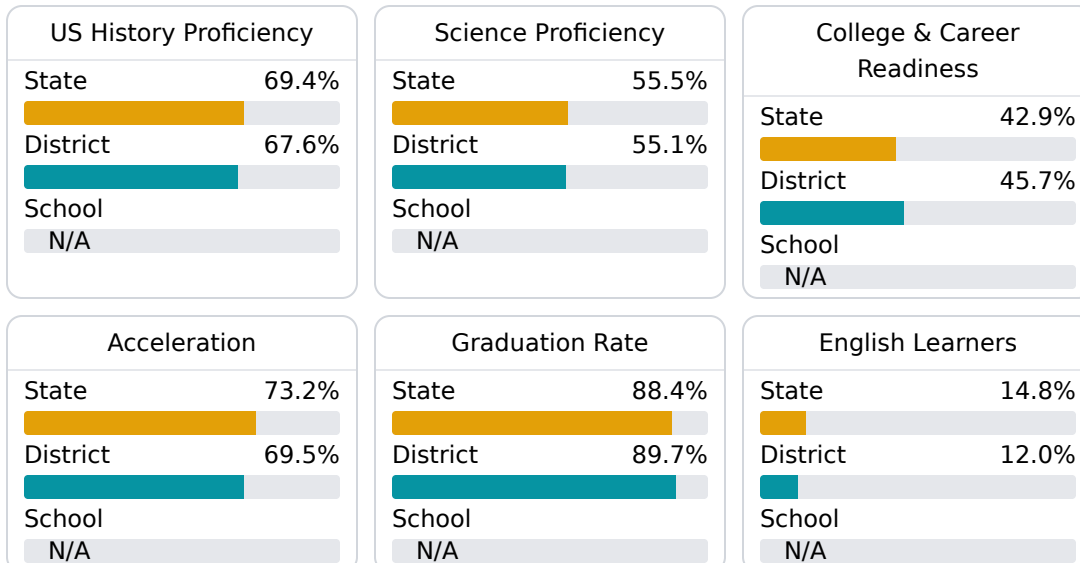 US History Proficiency
State 69.4%
District 67.6%
School
N/A
Science Proficiency
State 55.5%
District 55.1%
School
N/A
College & Career
Readiness
State 42.9%
District 45.7%
School
N/A
Acceleration
State 73.2%
District 69.5%
School
N/A
Graduation Rate
State 88.4%
District 89.7%
School
N/A
English Learners
State 14.8%
District 12.0%
School
N/A